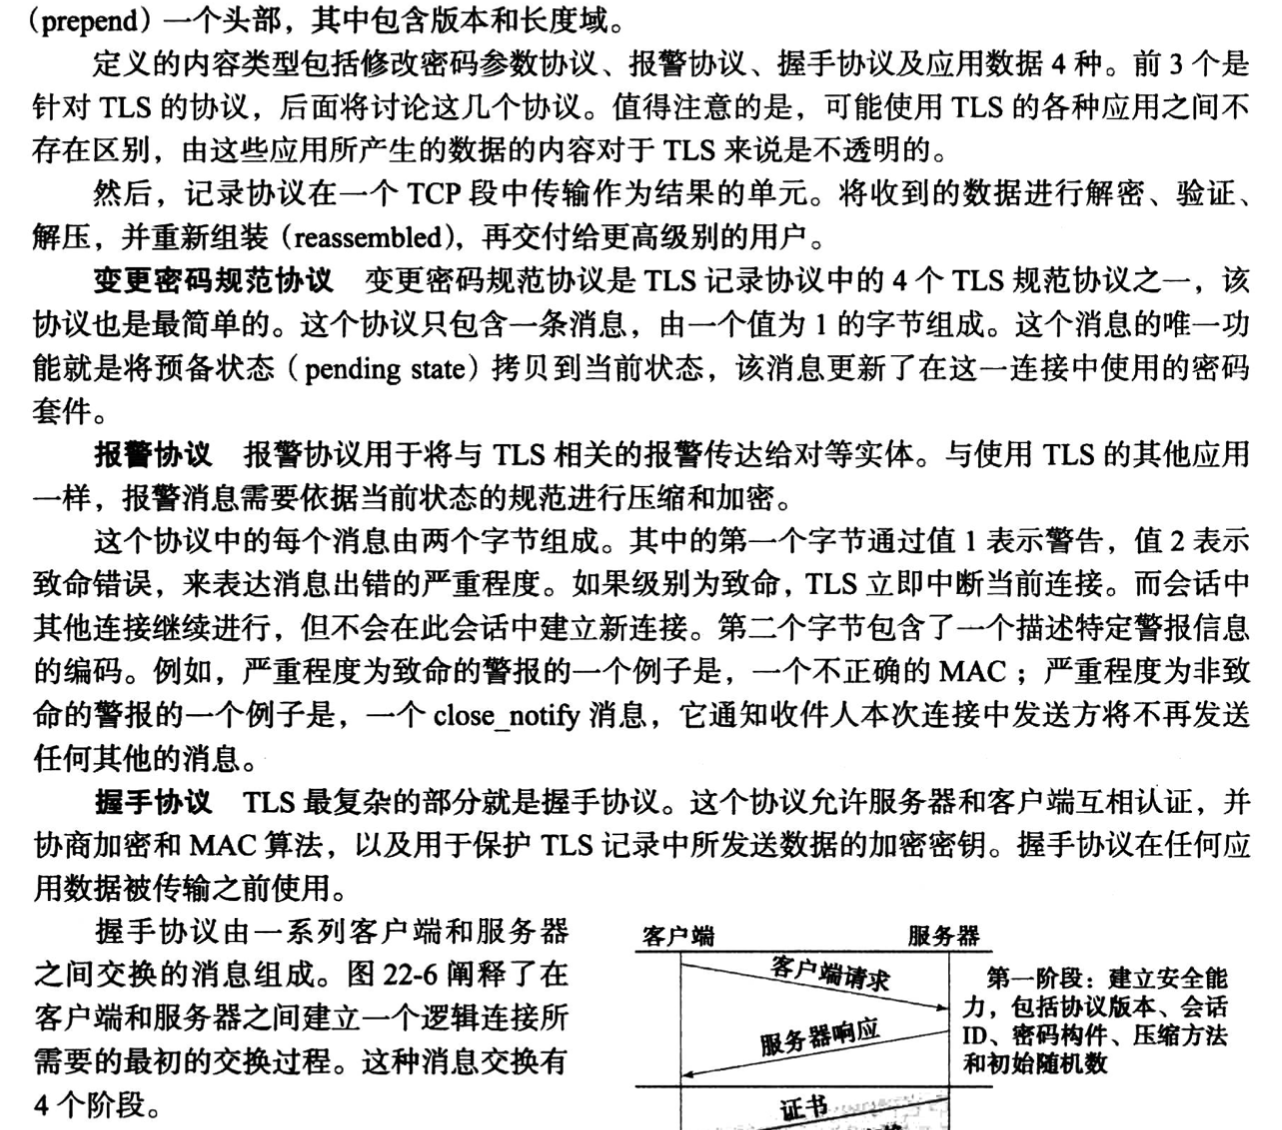 (prepend)一个头部，其中包含版本和长度域。
定义的内容类型包括修改密码参数协议、报警协议、握手协议及应用数据 4 种。前 3 个是
针对 TLS 的协议，后面将讨论这几个协议。值得注意的是，可能使用 TLS 的各种应用之间不
存在区别，由这些应用所产生的数据的内容对于 TLS 来说是不透明的。
然后，记录协议在一个 TCP 段中传输作为结果的单元。将收到的数据进行解密、验证、
解压，并重新组装（reassembled），再交付给更高级别的用户。
变更密码规范协议 变更密码规范协议是 TLS 记录协议中的 4 个 TLS 规范协议之一，该
协议也是最简单的。这个协议只包含一条消息，由一个值为 1 的字节组成。这个消息的唯一功
能就是将预备状态（pending state）拷贝到当前状态，该消息更新了在这一连接中使用的密码
套件。
报警协议 报警协议用于将与 TLS 相关的报警传达给对等实体。与使用 TLS 的其他应用
一样，报警消息需要依据当前状态的规范进行压缩和加密。
这个协议中的每个消息由两个字节组成。其中的第一个字节通过值 1 表示警告，值 2 表示
致命错误，来表达消息出错的严重程度。如果级别为致命，TLS 立即中断当前连接。而会话中
其他连接继续进行，但不会在此会话中建立新连接。第二个字节包含了一个描述特定警报信息
的编码。例如，严重程度为致命的警报的一个例子是，一个不正确的 MAC；严重程度为非致
命的警报的一个例子是，一个 close_notify 消息，它通知收件人本次连接中发送方将不再发送
任何其他的消息。
握手协议 TLS 最复杂的部分就是握手协议。这个协议允许服务器和客户端互相认证，并
协商加密和 MAC 算法，以及用于保护 TLS 记录中所发送数据的加密密钥。握手协议在任何应
用数据被传输之前使用。
握手协议由一系列客户端和服务器
之间交换的消息组成。图 22-6 阐释了在
客户端和服务器之间建立一个逻辑连接所
需要的最初的交换过程。这种消息交换有
4 个阶段。
客户端 服务器
客户端请求
服务器响应
证书
第一阶段：建立安全能
力，包括协议版本、会话
ID、密码构件、压缩方法
和初始随机数